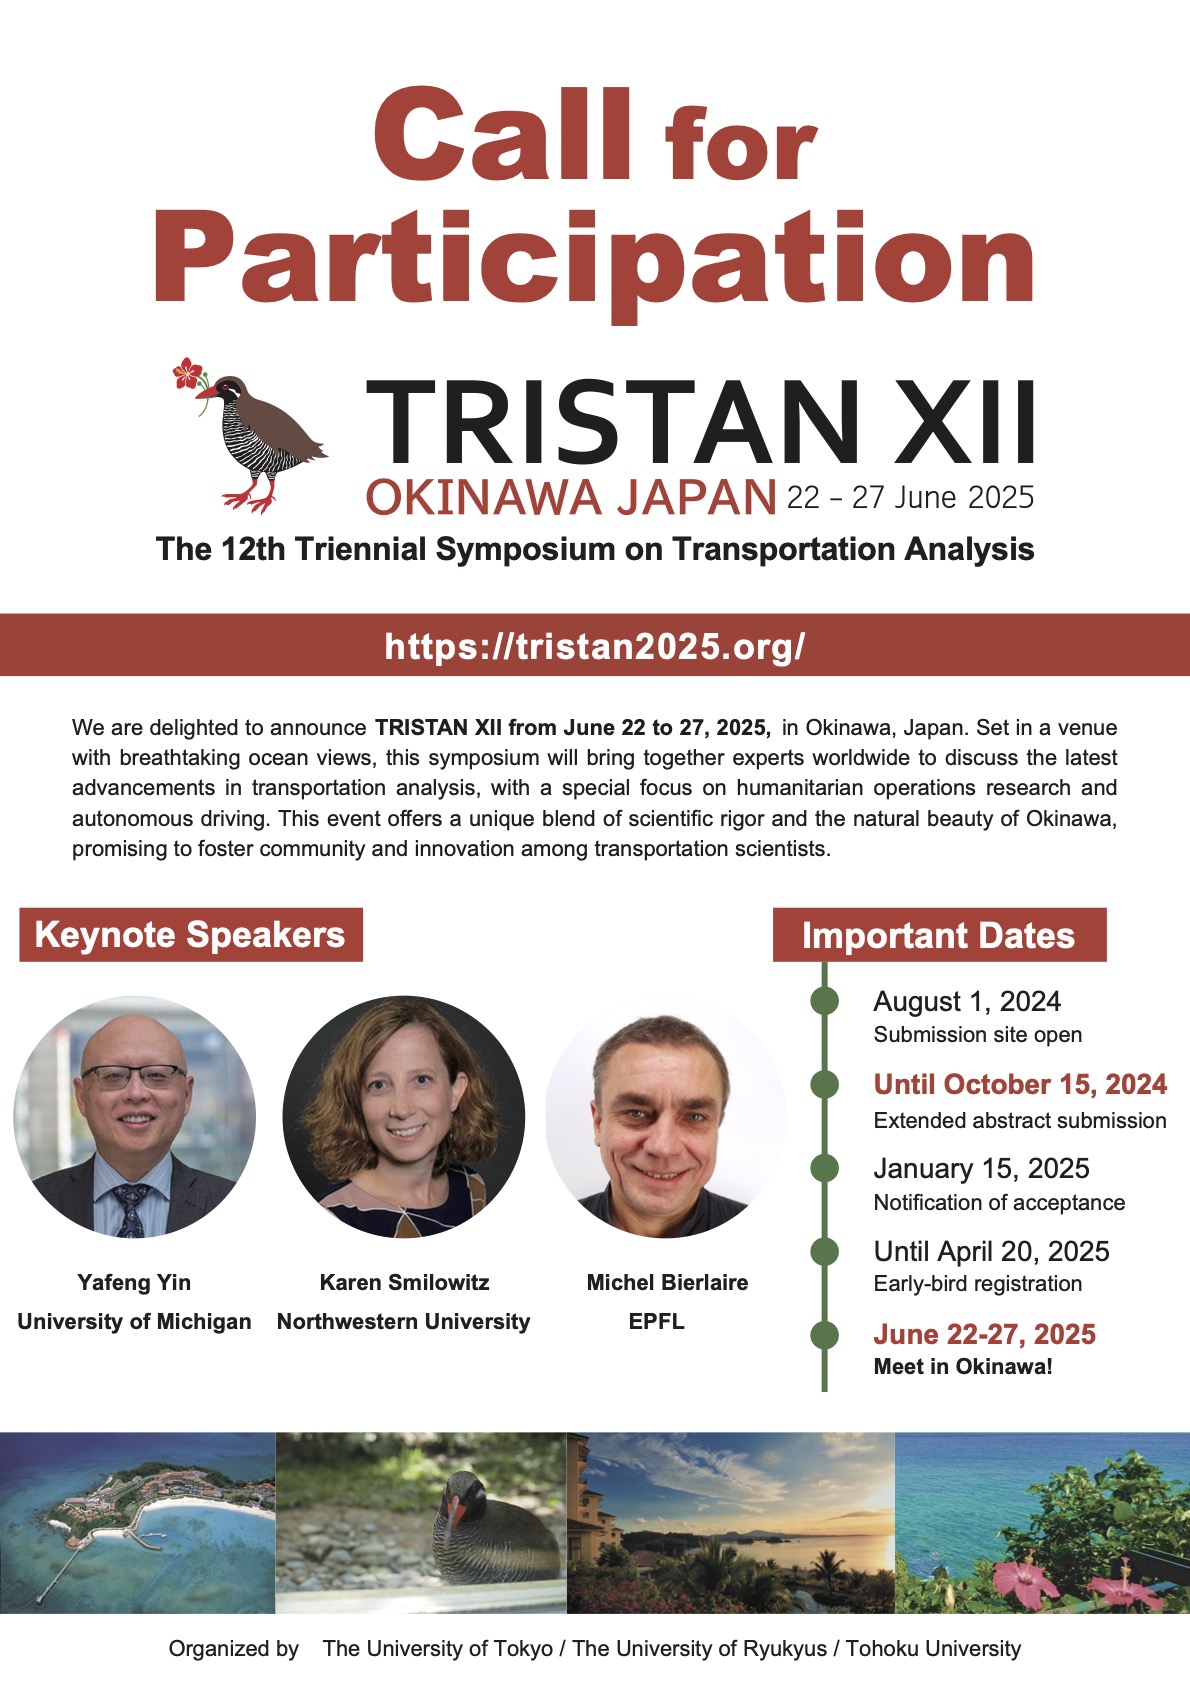 Call for
Participation
TRISTAN XII
OKINAWA JAPAN 22 – 27 June 2025
The 12th Triennial Symposium on Transportation Analysis
https://tristan2025.org/
We are delighted to announce TRISTAN XII from June 22 to 27, 2025, in Okinawa, Japan. Set in a venue
with breathtaking ocean views, this symposium will bring together experts worldwide to discuss the latest
advancements in transportation analysis, with a special focus on humanitarian operations research and
autonomous driving. This event offers a unique blend of scientific rigor and the natural beauty of Okinawa,
promising to foster community and innovation among transportation scientists.
Keynote Speakers
Yafeng Yin
University of Michigan
Karen Smilowitz
Northwestern University
Michel Bierlaire
EPFL
Important Dates
August 1, 2024
Submission site open
Until October 15, 2024
Extended abstract submission
January 15, 2025
Notification of acceptance
Until April 20, 2025
Early-bird registration
June 22-27, 2025
Meet in Okinawa!
Organized by The University of Tokyo / The University of Ryukyus / Tohoku University